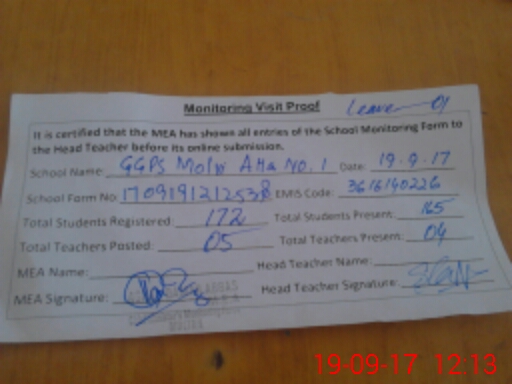 Monitoring Visit Proof Leave 01
It is certified that the MEA has shown all entries of the School Monitoring Form to
the Head Teacher before its online submission.
School Name: GGPS Molvi Atta No. 1 Date: 19.9.17
School Form No: 170919121253 EMIS Code: 3616140226
Total Students Registered: 172 Total Students Present: 165
Total Teachers Posted: 05 Total Teachers Present: 04
MEA Name: Head Teacher Name:
MEA Signature: ABBAS Head Teacher Signature:
19-09-17 12:13